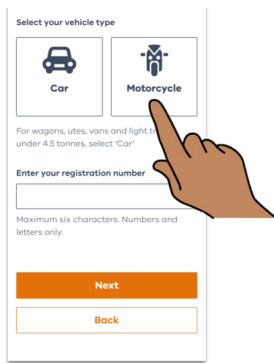 Select your vehicle type
Car Motorcycle
For wagons, utes, vans and light
under 4.5 tonnes, select 'Car'
Enter your registration number
Maximum six characters. Numbers and
letters only.
Next
Back